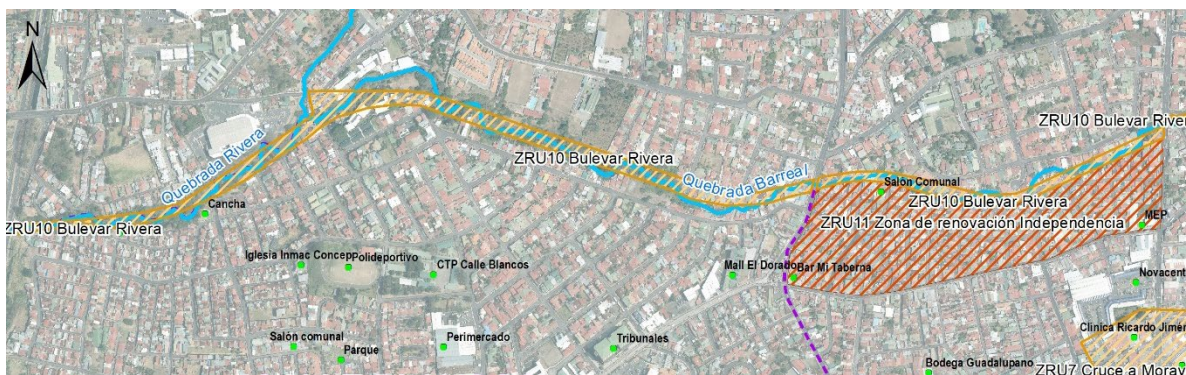 N
ZRU10 Bulevar Rivera
Quebrada Rivera
ZRU10 Bulevar Rivera
Quebrada Barreal
Salón Comunal
ZRU10 Bulevar Rivera
Cancha
ZRU10 Bulevar Rivera
ZRU11 Zona de renovación Independencia
MEP
Iglesia Inmac Concep
Polideportivo
CTP Calle Blancos
Mall El Dorado
Bar Mi Taberna
Novacent
Salón comunal
Parque
Perimercado
Tribunales
Clinica Ricardo Jimén
Bodega Guadalupano
ZRU7 Cruce a Morav